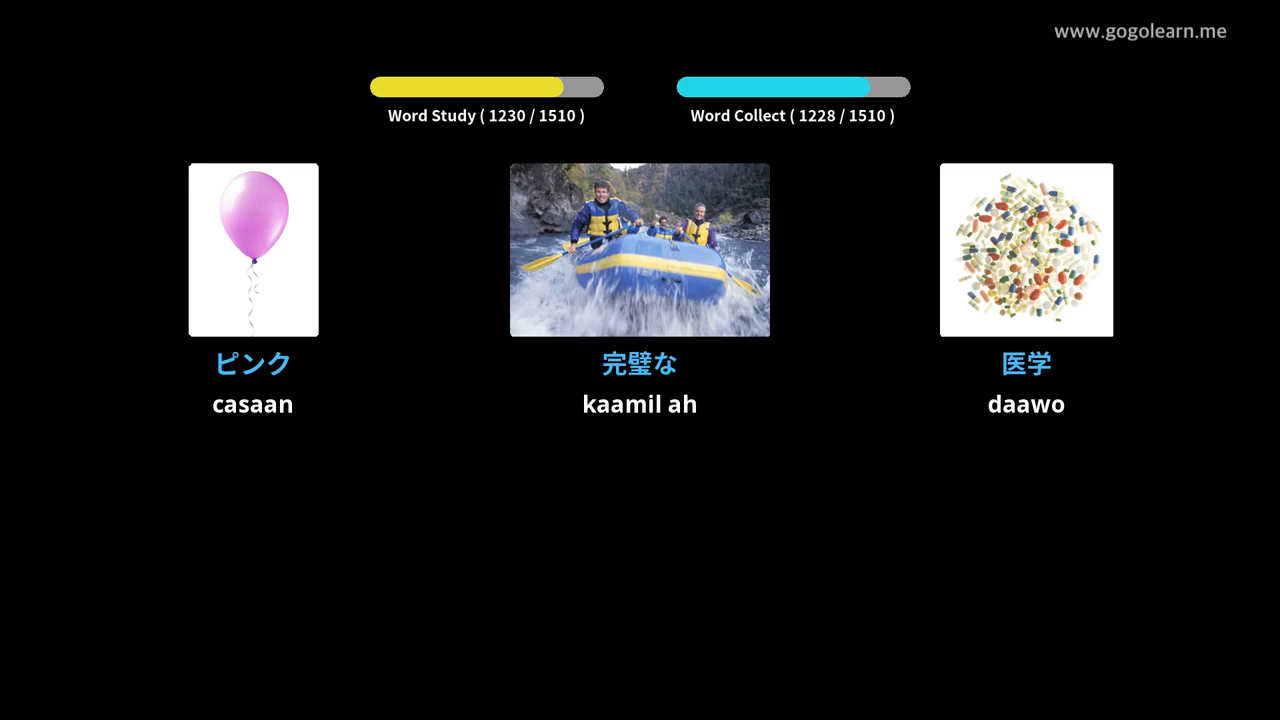 www.gogolearn.me
Word Study ( 1230 / 1510 )
Word Collect ( 1228 / 1510 )
ピンク
casaan
完璧な
kaamil ah
医学
daawo